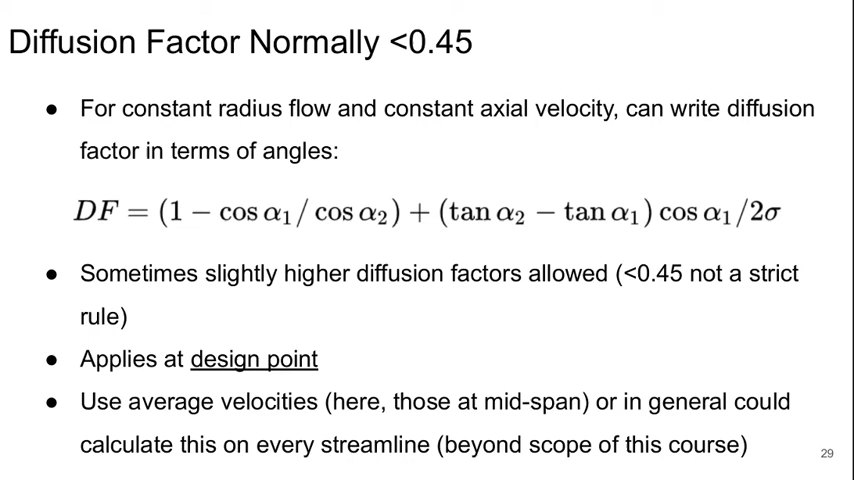 Diffusion Factor Normally <0.45
● For constant radius flow and constant axial velocity, can write diffusion
factor in terms of angles:
DF = (1 − cos α₁/ cos α₂) + (tan α₂ − tan α₁) cos α₁/2σ
● Sometimes slightly higher diffusion factors allowed (<0.45 not a strict
rule)
● Applies at design point
● Use average velocities (here, those at mid-span) or in general could
calculate this on every streamline (beyond scope of this course)
29